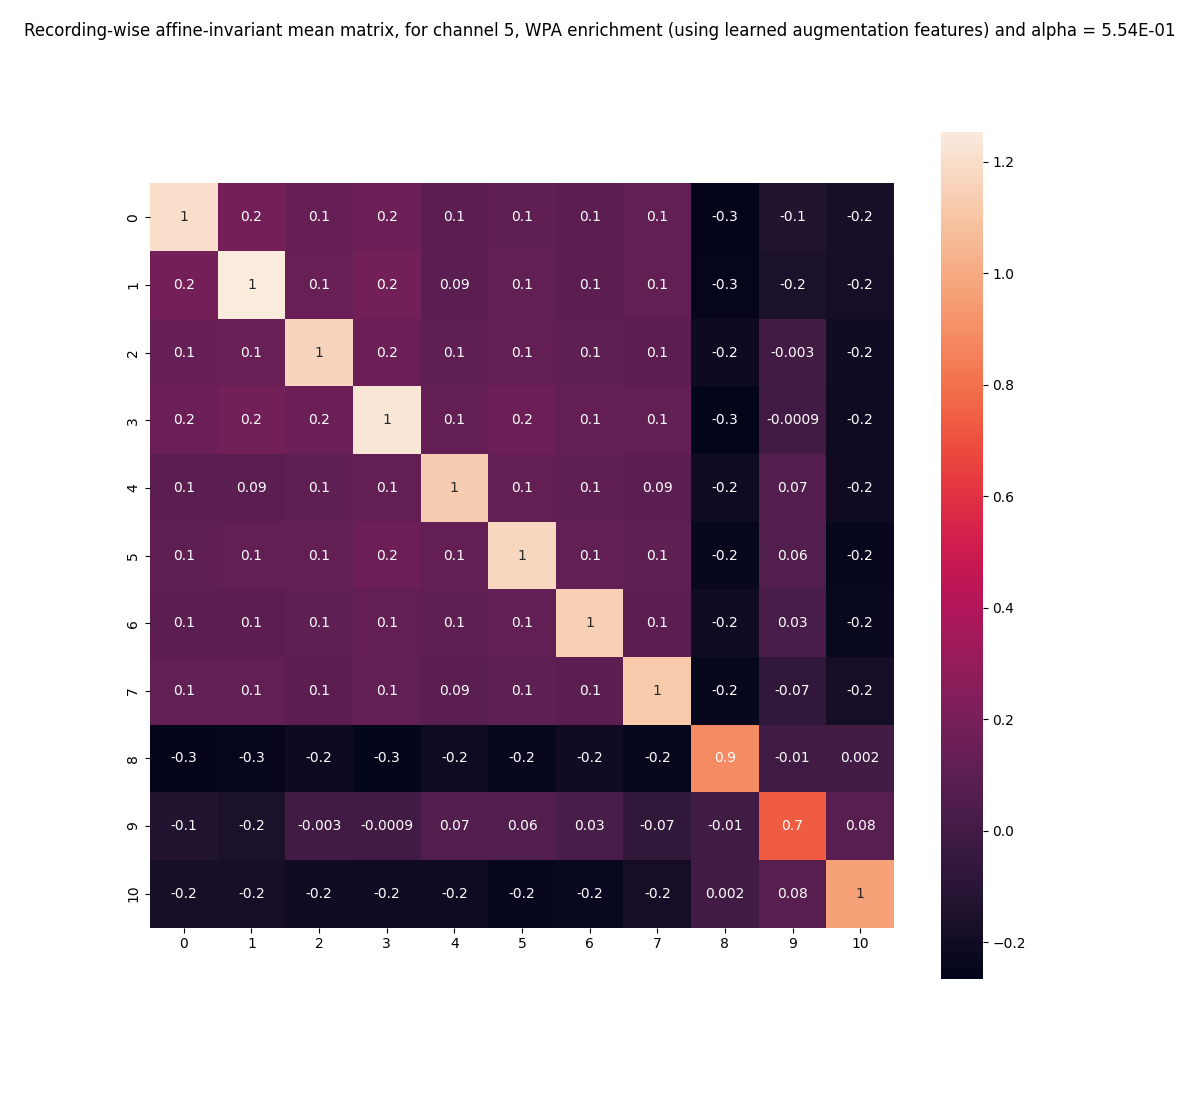 Recording-wise affine-invariant mean matrix, for channel 5, WPA enrichment (using learned augmentation features) and alpha = 5.54E-01
1.2
0 1 0.2 0.1 0.2 0.1 0.1 0.1 0.1 -0.3 -0.1 -0.2
1.0
1 0.2 1 0.1 0.2 0.09 0.1 0.1 0.1 -0.3 -0.2 -0.2
2 0.1 0.1 1 0.2 0.1 0.1 0.1 0.1 -0.2 -0.003 -0.2
0.8
3 0.2 0.2 0.2 1 0.1 0.2 0.1 0.1 -0.3 -0.0009 -0.2
4 0.1 0.09 0.1 0.1 1 0.1 0.1 0.09 -0.2 0.07 -0.2
0.6
5 0.1 0.1 0.1 0.2 0.1 1 0.1 0.1 -0.2 0.06 -0.2
0.4
6 0.1 0.1 0.1 0.1 0.1 0.1 1 0.1 -0.2 0.03 -0.2
7 0.1 0.1 0.1 0.1 0.09 0.1 0.1 1 -0.2 -0.07 -0.2
0.2
8 -0.3 -0.3 -0.2 -0.3 -0.2 -0.2 -0.2 -0.2 0.9 -0.01 0.002
9 -0.1 -0.2 -0.003 -0.0009 0.07 0.06 0.03 -0.07 -0.01 0.7 0.08
0.0
10 -0.2 -0.2 -0.2 -0.2 -0.2 -0.2 -0.2 -0.2 0.002 0.08 1
−0.2
0 1 2 3 4 5 6 7 8 9 10